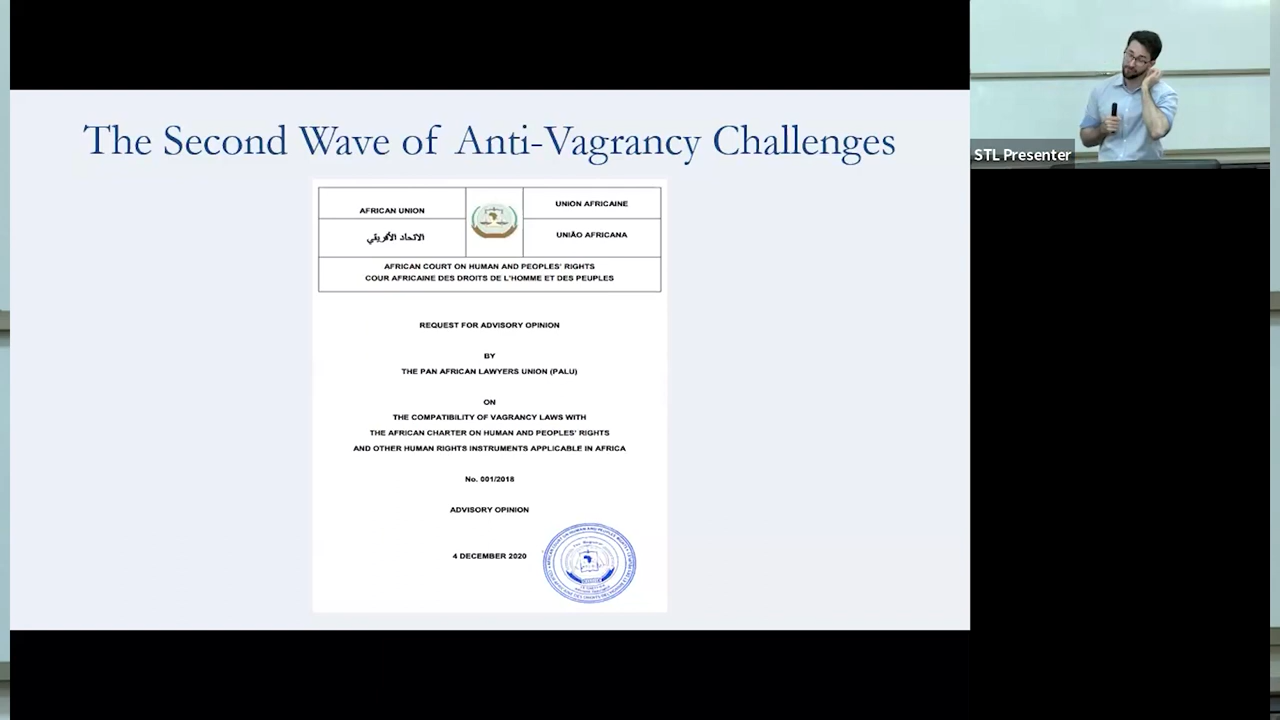 The Second Wave of Anti-Vagrancy Challenges
AFRICAN UNION
UNION AFRICAINE
الاتحاد الأفريقي
UNIÃO AFRICANA
AFRICAN COURT ON HUMAN AND PEOPLES' RIGHTS
COUR AFRICAINE DES DROITS DE L'HOMME ET DES PEUPLES
REQUEST FOR ADVISORY OPINION
BY
THE PAN AFRICAN LAWYERS UNION (PALU)
ON
THE COMPATIBILITY OF VAGRANCY LAWS WITH
THE AFRICAN CHARTER ON HUMAN AND PEOPLES' RIGHTS
AND OTHER HUMAN RIGHTS INSTRUMENTS APPLICABLE IN AFRICA
No. 001/2018
ADVISORY OPINION
4 DECEMBER 2020
STL Presenter